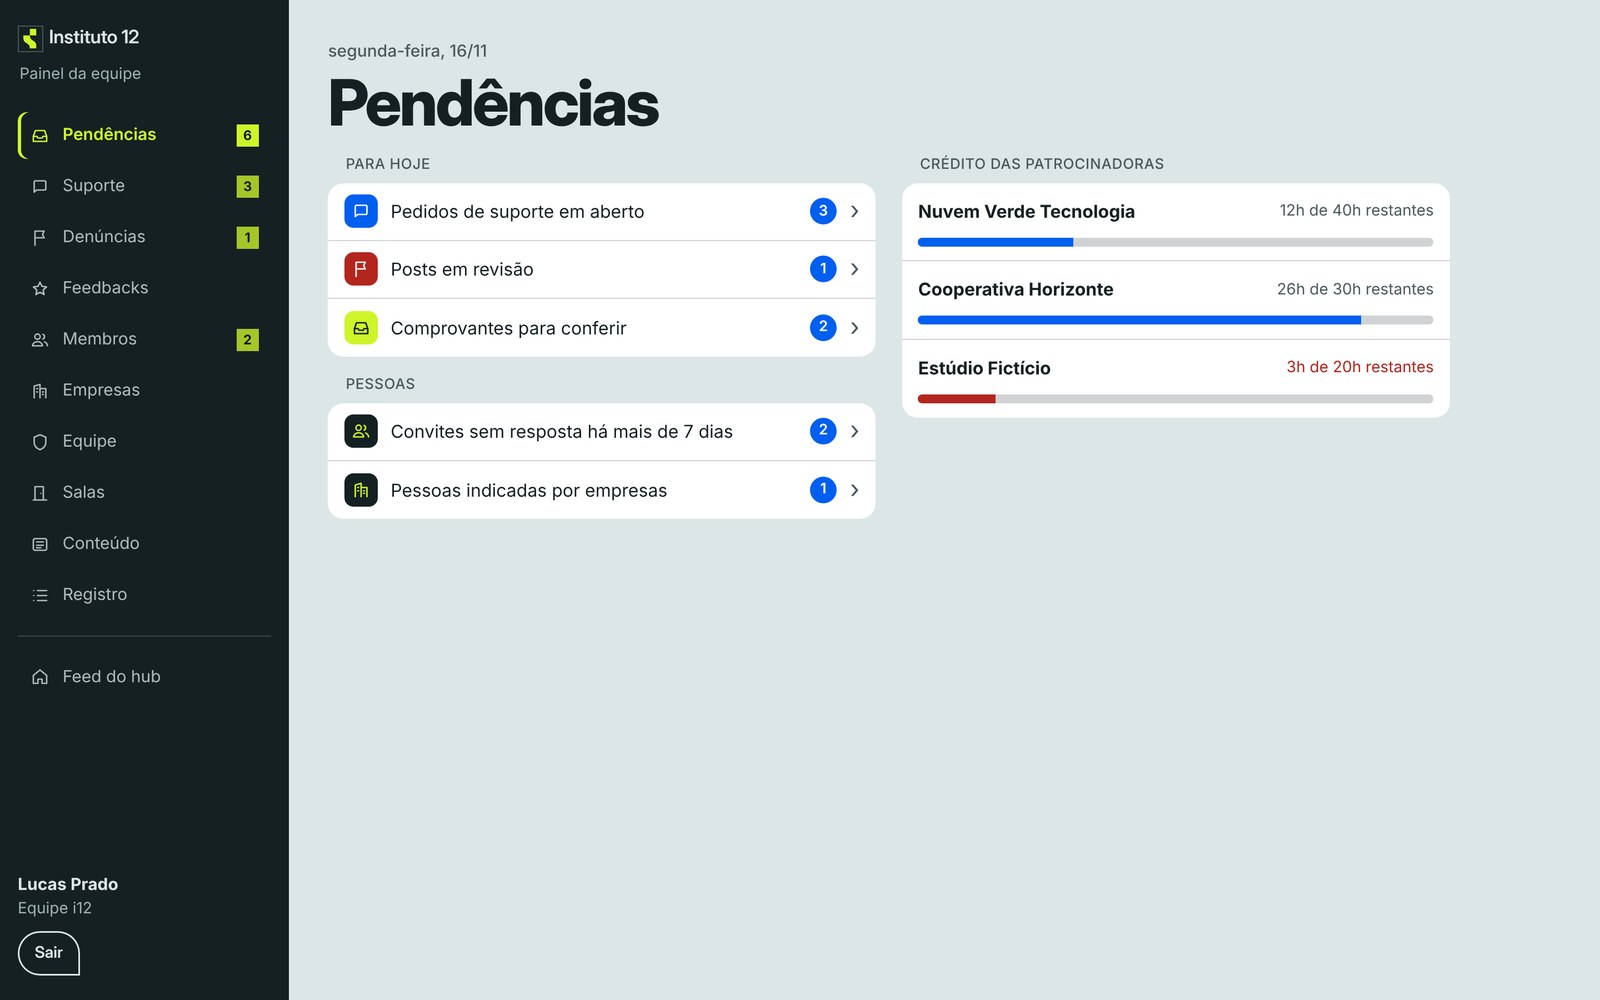 Instituto 12
Painel da equipe
Pendências 6
Suporte 3
Denúncias 1
Feedbacks
Membros 2
Empresas
Equipe
Salas
Conteúdo
Registro
Feed do hub
Lucas Prado
Equipe i12
Sair
segunda-feira, 16/11
Pendências
PARA HOJE
Pedidos de suporte em aberto 3
Posts em revisão 1
Comprovantes para conferir 2
PESSOAS
Convites sem resposta há mais de 7 dias 2
Pessoas indicadas por empresas 1
CRÉDITO DAS PATROCINADORAS
Nuvem Verde Tecnologia 12h de 40h restantes
Cooperativa Horizonte 26h de 30h restantes
Estúdio Fictício 3h de 20h restantes